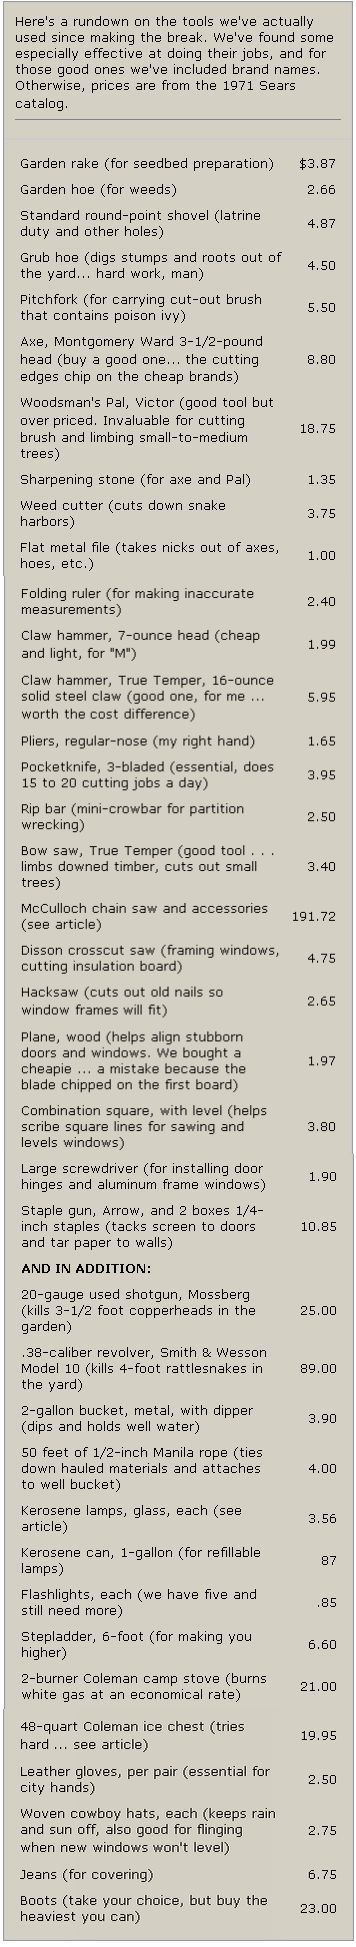 Here's a rundown on the tools we've actually
used since making the break. We've found some
especially effective at doing their jobs, and for
those good ones we've included brand names.
Otherwise, prices are from the 1971 Sears
catalog.
Garden rake (for seedbed preparation) $3.87
Garden hoe (for weeds) 2.66
Standard round-point shovel (latrine
duty and other holes) 4.87
Grub hoe (digs stumps and roots out of
the yard... hard work, man) 4.50
Pitchfork (for carrying cut-out brush
that contains poison ivy) 5.50
Axe, Montgomery Ward 3-1/2-pound
head (buy a good one... the cutting
edges chip on the cheap brands) 8.80
Woodsman's Pal, Victor (good tool but
over priced. Invaluable for cutting
brush and limbing small-to-medium
trees) 18.75
Sharpening stone (for axe and Pal) 1.35
Weed cutter (cuts down snake
harbors) 3.75
Flat metal file (takes nicks out of axes,
hoes, etc.) 1.00
Folding ruler (for making inaccurate
measurements) 2.40
Claw hammer, 7-ounce head (cheap
and light, for "M") 1.99
Claw hammer, True Temper, 16-ounce
solid steel claw (good one, for me ...
worth the cost difference) 5.95
Pliers, regular-nose (my right hand) 1.65
Pocketknife, 3-bladed (essential, does
15 to 20 cutting jobs a day) 3.95
Rip bar (mini-crowbar for partition
wrecking) 2.50
Bow saw, True Temper (good tool . . .
limbs downed timber, cuts out small
trees) 3.40
McCulloch chain saw and accessories
(see article) 191.72
Disson crosscut saw (framing windows,
cutting insulation board) 4.75
Hacksaw (cuts out old nails so
window frames will fit) 2.65
Plane, wood (helps align stubborn
doors and windows. We bought a
cheapie ... a mistake because the
blade chipped on the first board) 1.97
Combination square, with level (helps
scribe square lines for sawing and
levels windows) 3.80
Large screwdriver (for installing door
hinges and aluminum frame windows) 1.90
Staple gun, Arrow, and 2 boxes 1/4-
inch staples (tacks screen to doors
and tar paper to walls) 10.85
AND IN ADDITION:
20-gauge used shotgun, Mossberg
(kills 3-1/2 foot copperheads in the
garden) 25.00
.38-caliber revolver, Smith & Wesson
Model 10 (kills 4-foot rattlesnakes in
the yard) 89.00
2-gallon bucket, metal, with dipper
(dips and holds well water) 3.90
50 feet of 1/2-inch Manila rope (ties
down hauled materials and attaches
to well bucket) 4.00
Kerosene lamps, glass, each (see
article) 3.56
Kerosene can, 1-gallon (for refillable
lamps) 87
Flashlights, each (we have five and
still need more) .85
Stepladder, 6-foot (for making you
higher) 6.60
2-burner Coleman camp stove (burns
white gas at an economical rate) 21.00
48-quart Coleman ice chest (tries
hard ... see article) 19.95
Leather gloves, per pair (essential for
city hands) 2.50
Woven cowboy hats, each (keeps rain
and sun off, also good for flinging
when new windows won't level) 2.75
Jeans (for covering) 6.75
Boots (take your choice, but buy the
heaviest you can) 23.00